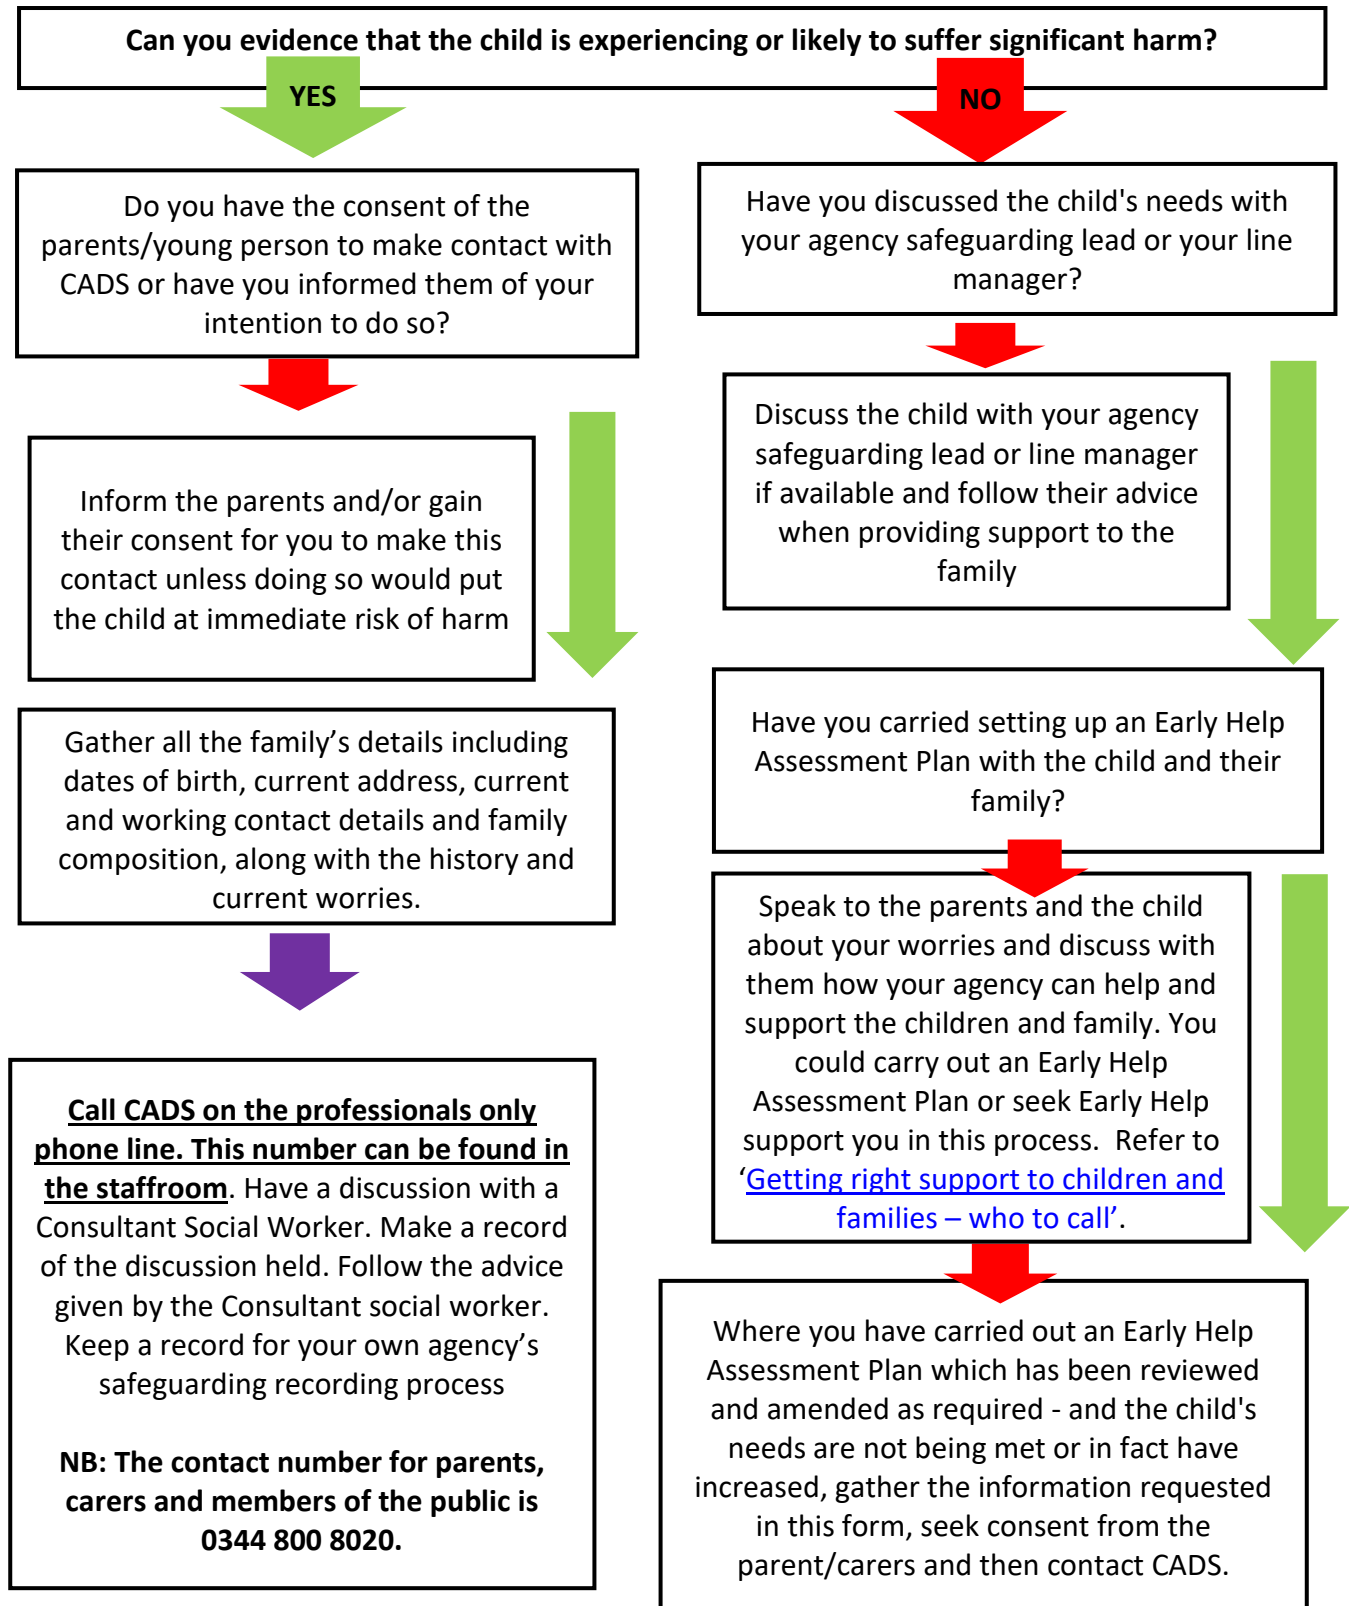 Can you evidence that the child is experiencing or likely to suffer significant harm?
YES
NO
Do you have the consent of the
parents/young person to make contact with
CADS or have you informed them of your
intention to do so?
Inform the parents and/or gain
their consent for you to make this
contact unless doing so would put
the child at immediate risk of harm
Gather all the family’s details including
dates of birth, current address, current
and working contact details and family
composition, along with the history and
current worries.
Call CADS on the professionals only
phone line. This number can be found in
the staffroom. Have a discussion with a
Consultant Social Worker. Make a record
of the discussion held. Follow the advice
given by the Consultant social worker.
Keep a record for your own agency’s
safeguarding recording process
NB: The contact number for parents,
carers and members of the public is
0344 800 8020.
Have you discussed the child's needs with
your agency safeguarding lead or your line
manager?
Discuss the child with your agency
safeguarding lead or line manager
if available and follow their advice
when providing support to the
family
Have you carried setting up an Early Help
Assessment Plan with the child and their
family?
Speak to the parents and the child
about your worries and discuss with
them how your agency can help and
support the children and family. You
could carry out an Early Help
Assessment Plan or seek Early Help
support you in this process.  Refer to
‘Getting right support to children and
families – who to call’.
Where you have carried out an Early Help
Assessment Plan which has been reviewed
and amended as required - and the child's
needs are not being met or in fact have
increased, gather the information requested
in this form, seek consent from the
parent/carers and then contact CADS.